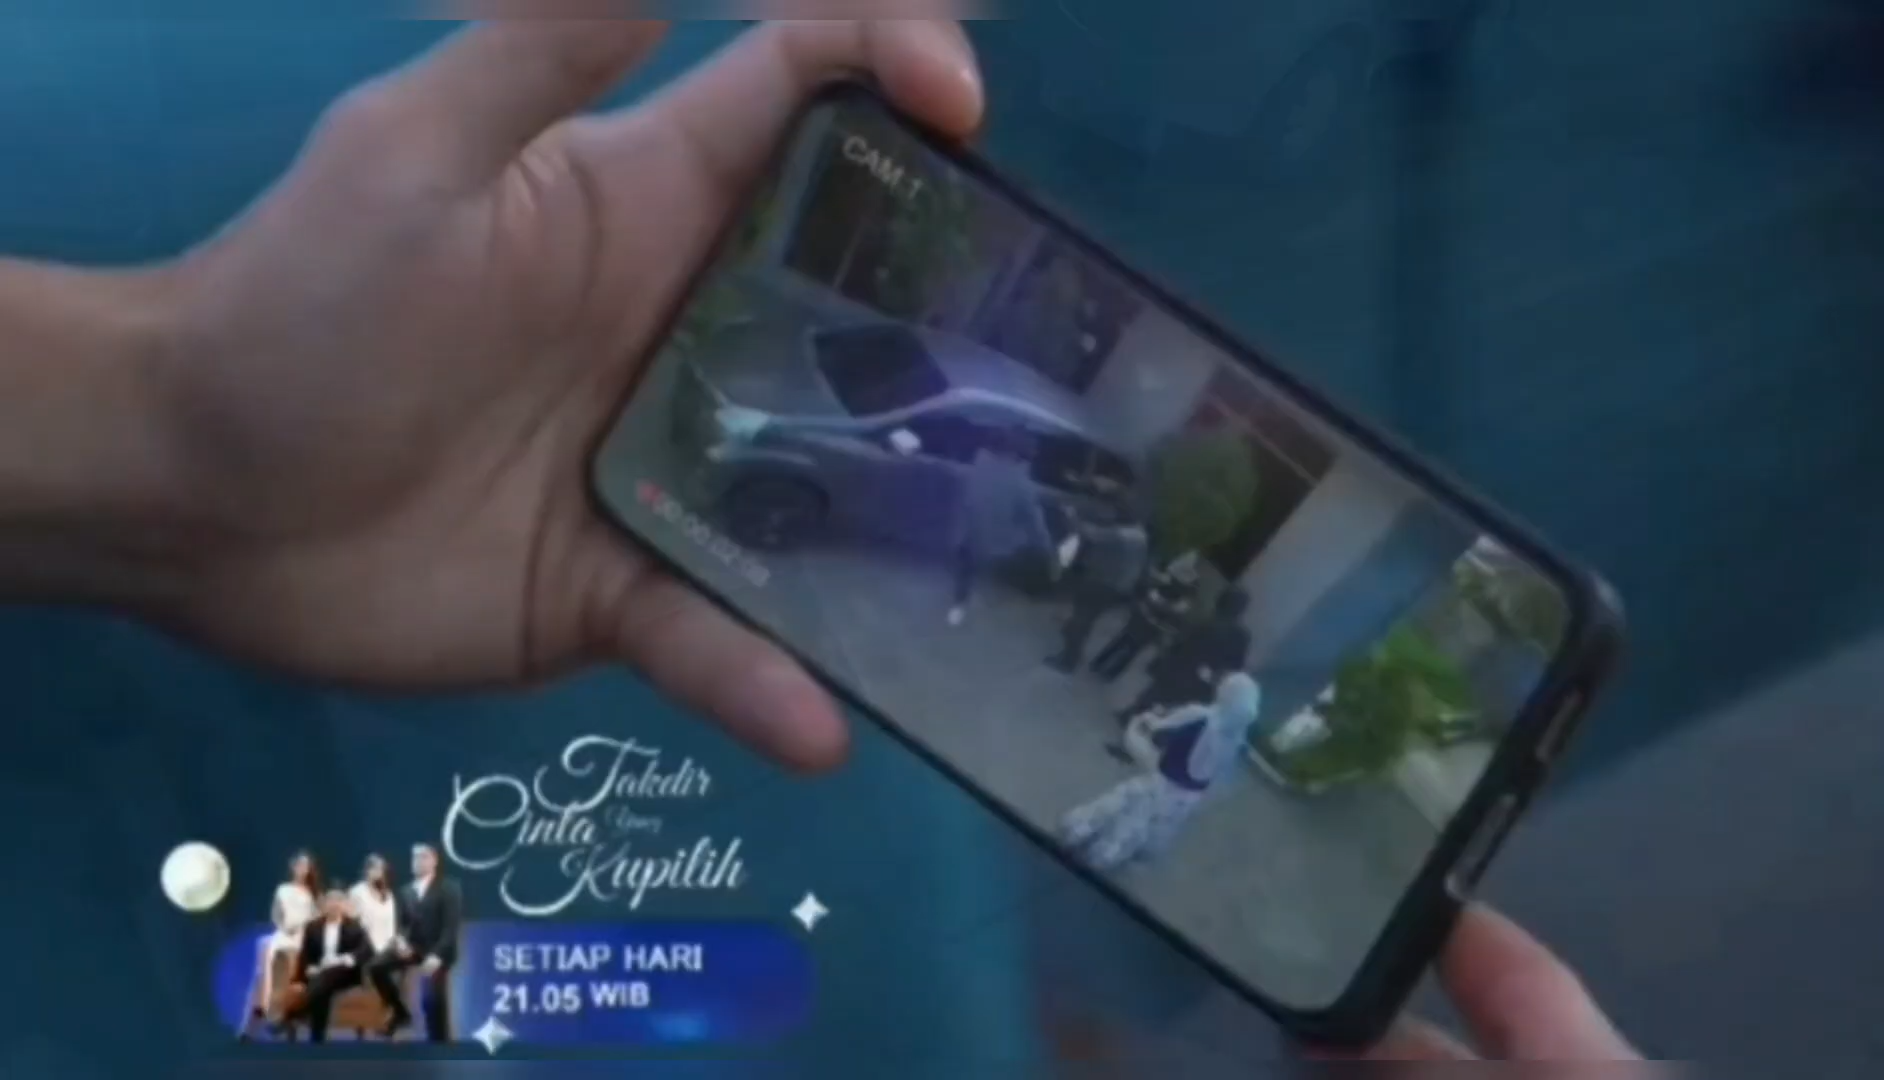 CAM 1
Takdir
Cinta Yang
Kupilih
SETIAP HARI
21.05 WIB